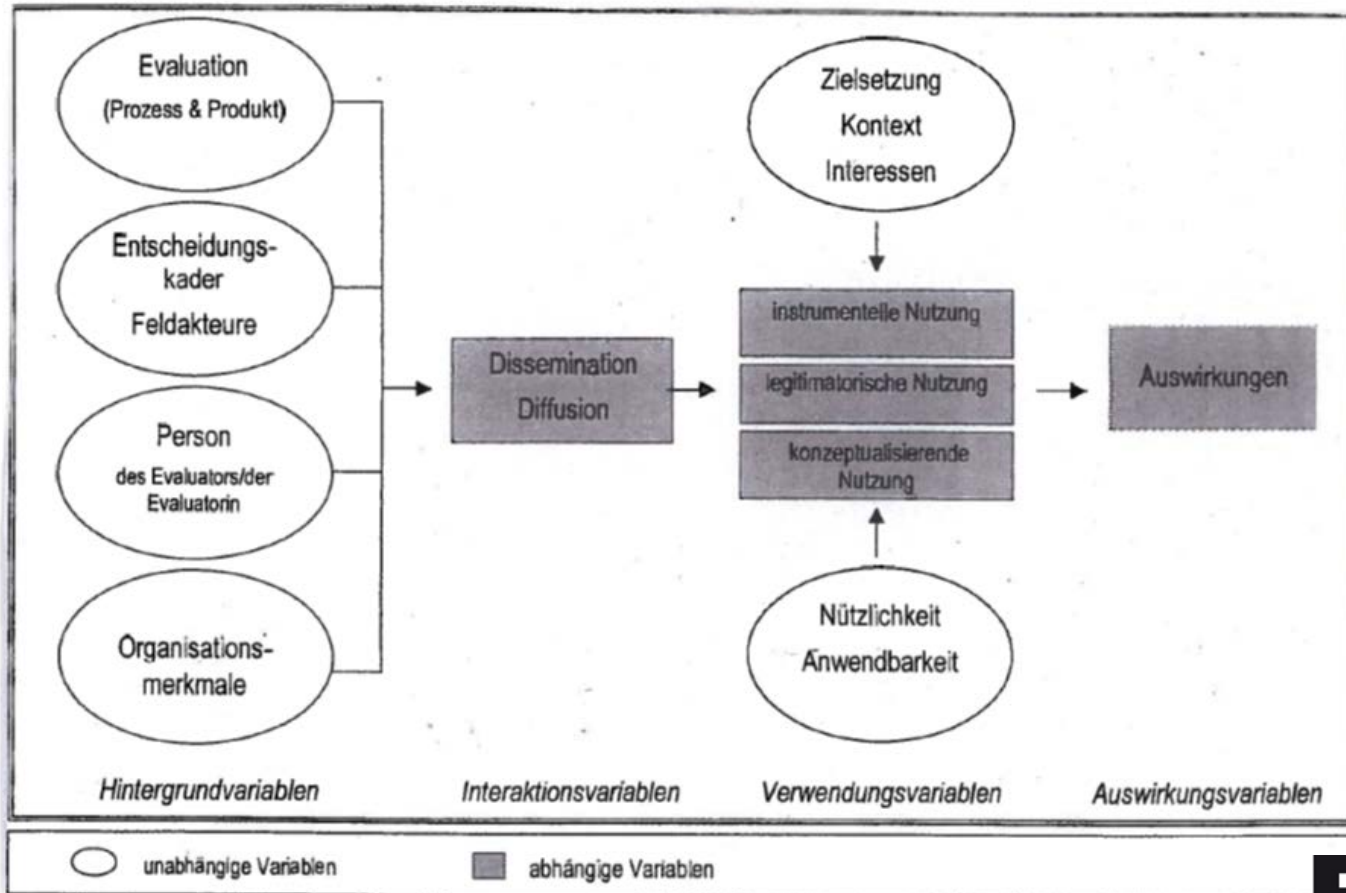 Evaluation
(Prozess & Produkt)
Entscheidungs-
kader
Feldakteure
Person
des Evaluators/der
Evaluatorin
Organisations-
merkmale
Dissemination
Diffusion
Zielsetzung
Kontext
Interessen
instrumentelle Nutzung
legitimatorische Nutzung
konzeptualisierende
Nutzung
Nützlichkeit
Anwendbarkeit
Auswirkungen
Hintergrundvariablen
Interaktionsvariablen
Verwendungsvariablen
Auswirkungsvariablen
unabhängige Variablen
abhängige Variablen